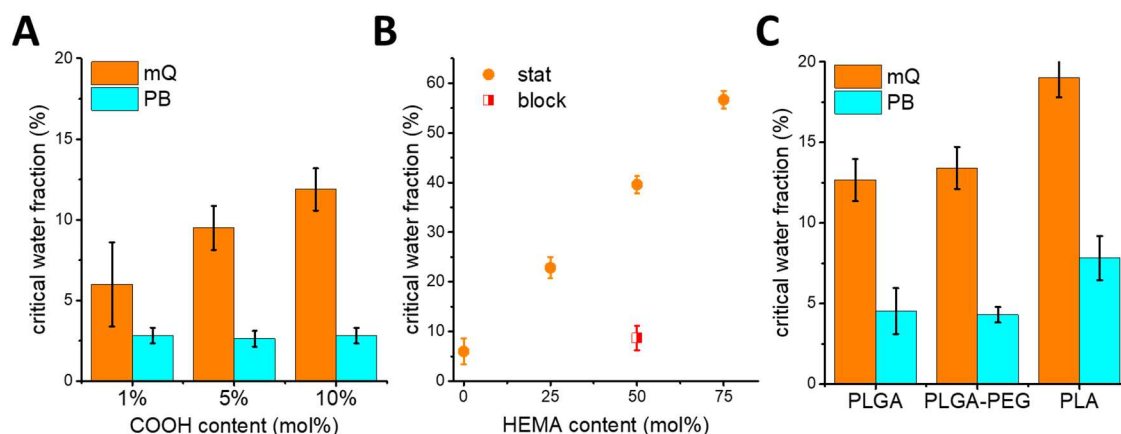 A
critical water fraction (%)
20
15
10
5
0
mQ
PB
1%
5%
10%
COOH content (mol%)
B
critical water fraction (%)
60
50
40
30
20
10
0
stat
block
0
25
50
75
HEMA content (mol%)
C
critical water fraction (%)
20
15
10
5
0
mQ
PB
PLGA
PLGA-PEG
PLA